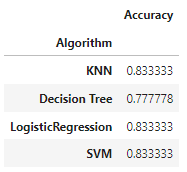 Accuracy
Algorithm
KNN 0.833333
Decision Tree 0.777778
LogisticRegression 0.833333
SVM 0.833333